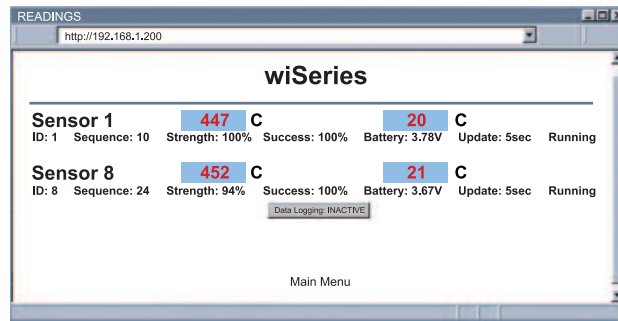 READINGS
http://192.168.1.200
wiSeries
Sensor 1 447 C 20 C
ID: 1 Sequence: 10 Strength: 100% Success: 100% Battery: 3.78V Update: 5sec Running
Sensor 8 452 C 21 C
ID: 8 Sequence: 24 Strength: 94% Success: 100% Battery: 3.67V Update: 5sec Running
Data Logging: INACTIVE
Main Menu